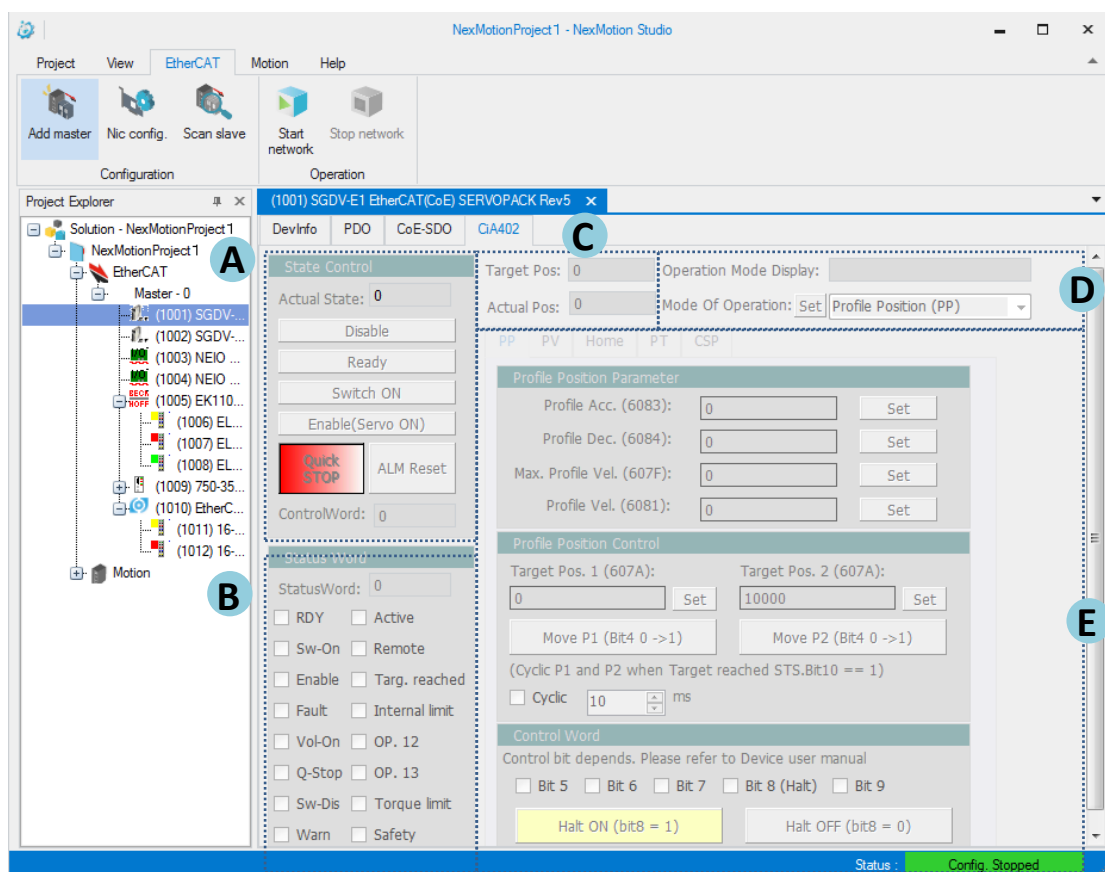 NexMotionProject1 - NexMotion Studio
Project View EtherCAT Motion Help
Add master Nic config. Scan slave Start network Stop network
Configuration Operation
Project Explorer
Solution - NexMotionProject1
NexMotionProject1
EtherCAT
Master - 0
(1001) SGDV-...
(1002) SGDV-...
(1003) NEIO ...
(1004) NEIO ...
BECK HOFF (1005) EK110...
(1006) EL...
(1007) EL...
(1008) EL...
(1009) 750-35...
(1010) EtherC...
(1011) 16-...
(1012) 16-...
Motion
(1001) SGDV-E1 EtherCAT(CoE) SERVOPACK Rev5
DevInfo PDO CoE-SDO CiA402
A
B
C
D
E
State Control
Actual State: 0
Disable
Ready
Switch ON
Enable(Servo ON)
Quick STOP ALM Reset
ControlWord: 0
Status Word
StatusWord: 0
RDY Active
Sw-On Remote
Enable Targ. reached
Fault Internal limit
Vol-On OP. 12
Q-Stop OP. 13
Sw-Dis Torque limit
Warn Safety
Target Pos: 0
Actual Pos: 0
Operation Mode Display:
Mode Of Operation: Set Profile Position (PP)
PP PV Home PT CSP
Profile Position Parameter
Profile Acc. (6083): 0 Set
Profile Dec. (6084): 0 Set
Max. Profile Vel. (607F): 0 Set
Profile Vel. (6081): 0 Set
Profile Position Control
Target Pos. 1 (607A): Target Pos. 2 (607A):
0 Set 10000 Set
Move P1 (Bit4 0 ->1) Move P2 (Bit4 0 ->1)
(Cyclic P1 and P2 when Target reached STS.Bit10 == 1)
Cyclic 10 ms
Control Word
Control bit depends. Please refer to Device user manual
Bit 5 Bit 6 Bit 7 Bit 8 (Halt) Bit 9
Halt ON (bit8 = 1) Halt OFF (bit8 = 0)
Status : Config. Stopped